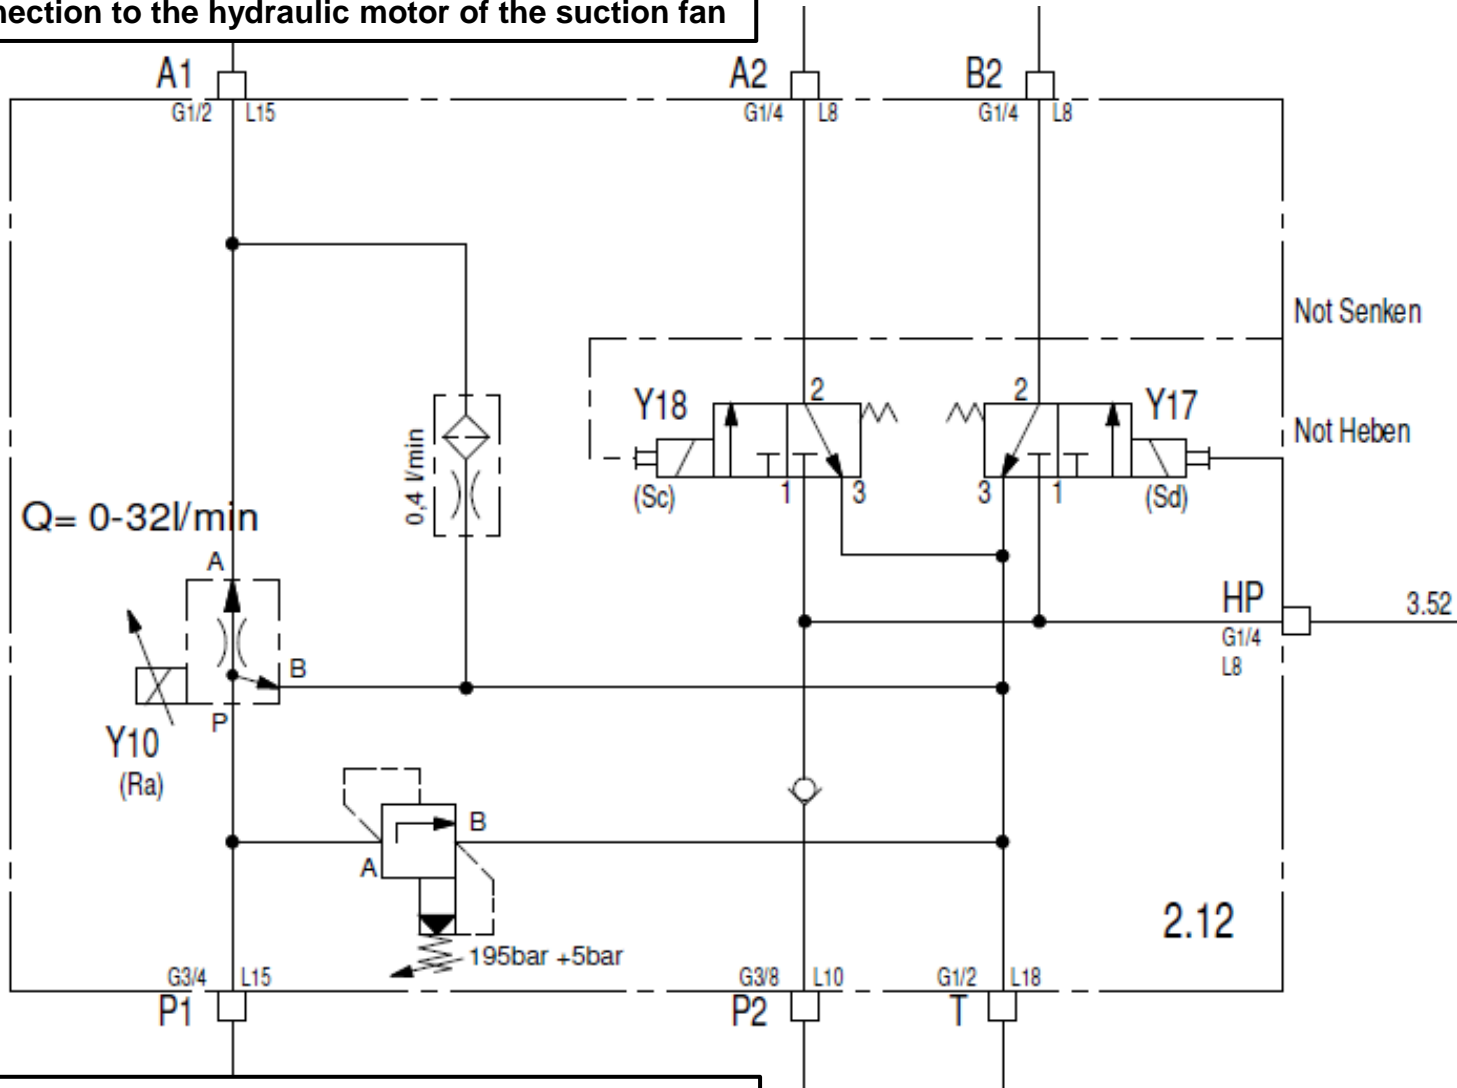 nection to the hydraulic motor of the suction fan
A1
A2
B2
G1/2 L15
G1/4 L8
G1/4 L8
Not Senken
Y18
2
2
Y17
Not Heben
0,4 l/min
(Sc)
1
3
3
1
(Sd)
Q= 0-32l/min
A
HP
3.52
G1/4
L8
B
P
Y10
(Ra)
B
A
2.12
195bar +5bar
G3/4 L15
G3/8 L10
G1/2 L18
P1
P2
T